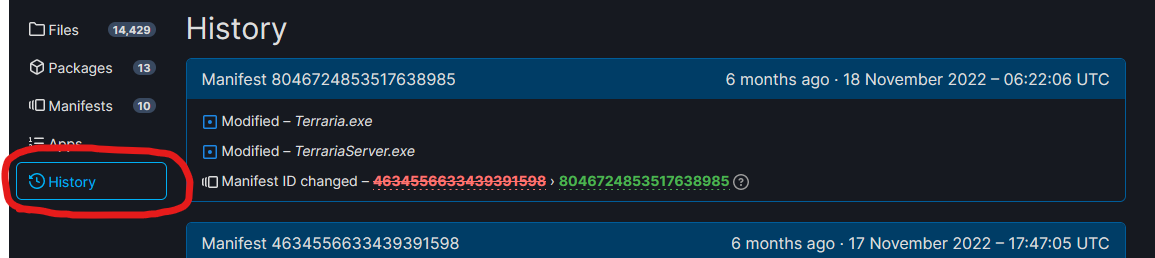 Files 14,429
Packages 13
Manifests 10
Apps
History
History
Manifest 8046724853517638985 6 months ago · 18 November 2022 – 06:22:06 UTC
Modified – Terraria.exe
Modified – TerrariaServer.exe
Manifest ID changed – 4634556633439391598 › 8046724853517638985 ?
Manifest 4634556633439391598 6 months ago · 17 November 2022 – 17:47:05 UTC